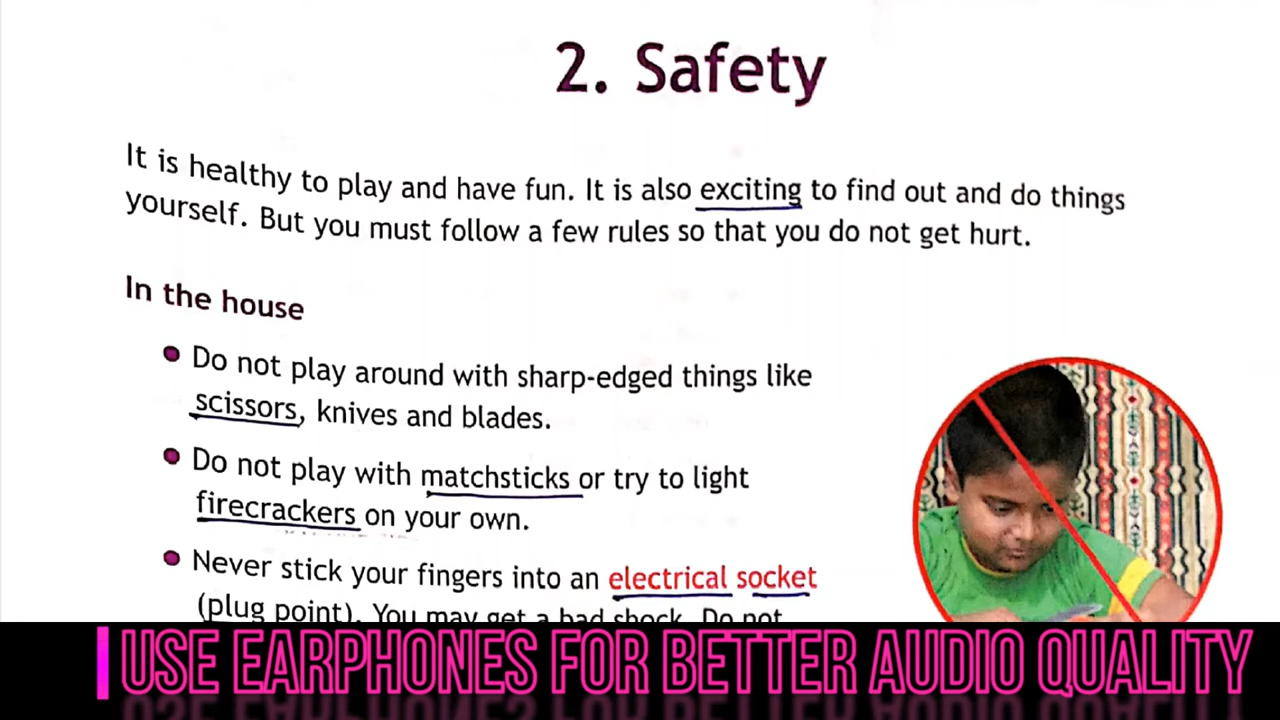 2. Safety
It is healthy to play and have fun. It is also exciting to find out and do things
yourself. But you must follow a few rules so that you do not get hurt.
In the house
● Do not play around with sharp-edged things like
scissors, knives and blades.
● Do not play with matchsticks or try to light
firecrackers on your own.
● Never stick your fingers into an electrical socket
(plug point). You may get a bad shock. Do not
USE EARPHONES FOR BETTER AUDIO QUALITY